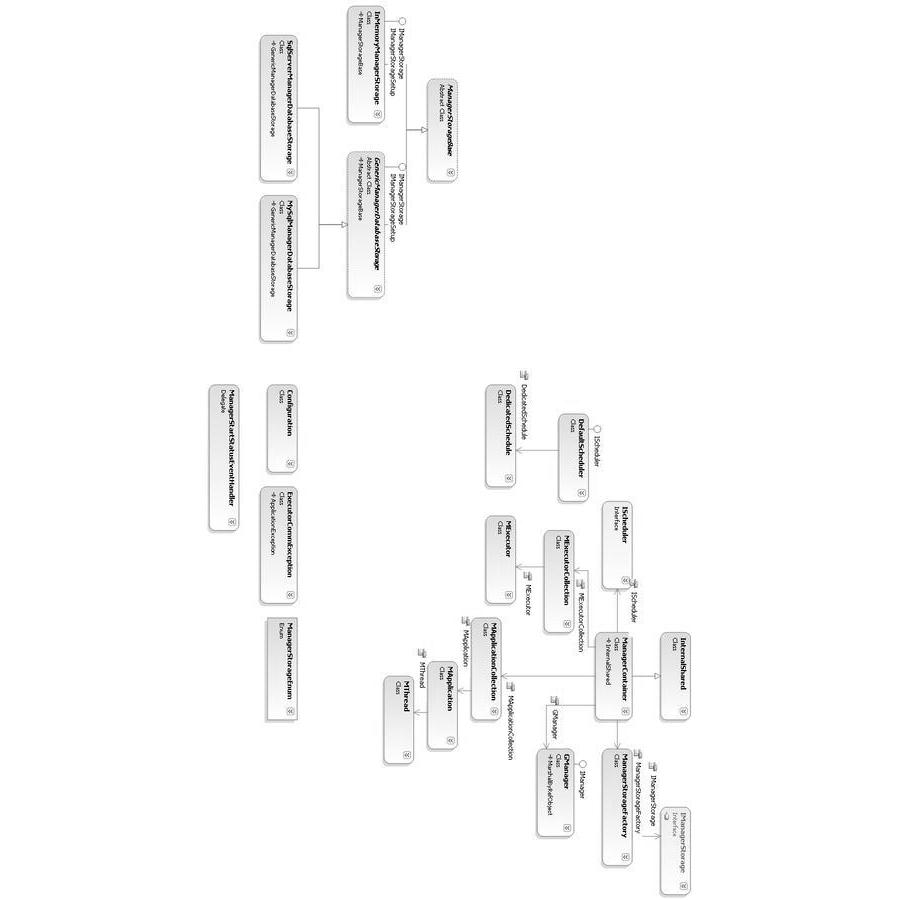 InternalShared
Class
IManagerStorage
Interface
IScheduler
Interface
IScheduler
ManagerContainer
Class
InternalShared
ManagerStorageFactory
Class
ManagerStorageFactory
IManagerStorage
IScheduler
DefaultScheduler
Class
MExecutorCollection
Class
MExecutorCollection
GManager
GManager
Class
MarshalByRefObject
IManager
DedicatedSchedule
DedicatedSchedule
Class
MExecutor
Class
MExecutor
MApplicationCollection
Class
MApplicationCollection
MApplication
MApplication
Class
MThread
MThread
Class
ManagerStorageBase
Abstract Class
IManagerStorage
IManagerStorageSetup
InMemoryManagerStorage
Class
ManagerStorageBase
IManagerStorage
IManagerStorageSetup
GenericManagerDatabaseStorage
Abstract Class
ManagerStorageBase
SqlServerManagerDatabaseStorage
Class
GenericManagerDatabaseStorage
MySqlManagerDatabaseStorage
Class
GenericManagerDatabaseStorage
Configuration
Class
ExecutorCommException
Class
ApplicationException
ManagerStorageEnum
Enum
ManagerStartStatusEventHandler
Delegate